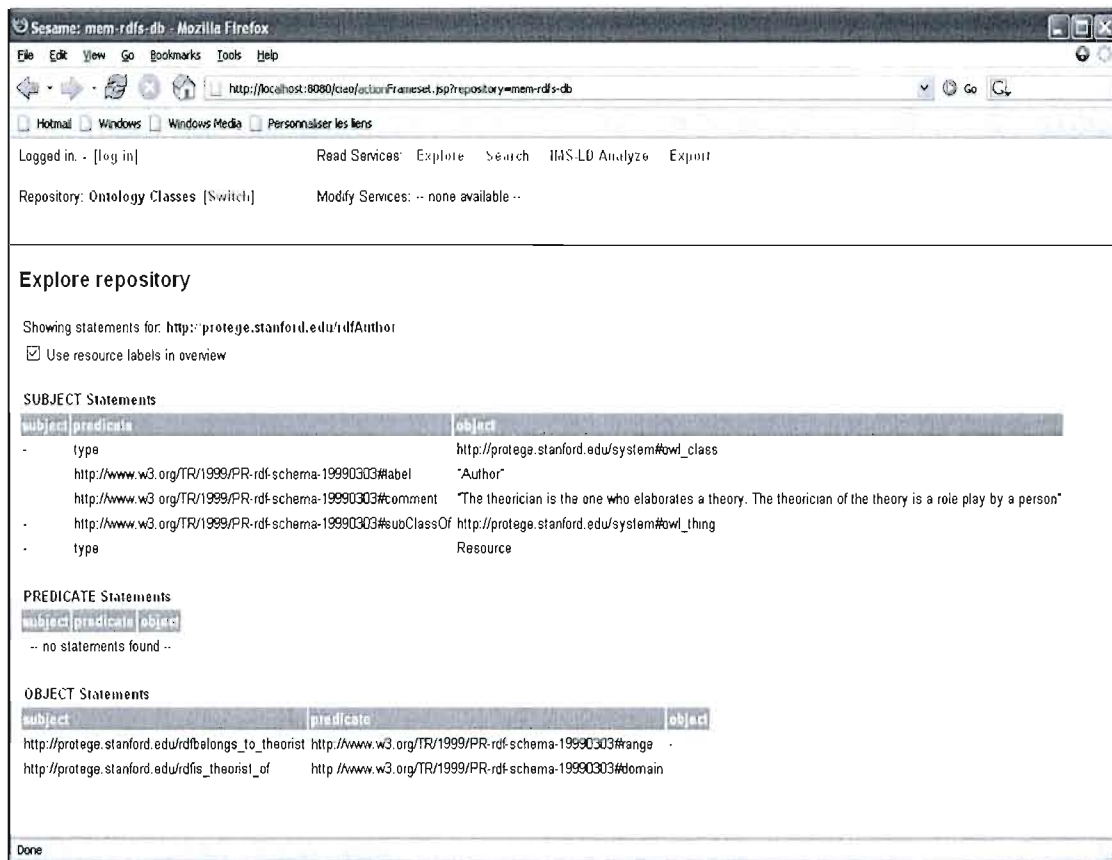 Sesame: mem-rdfs-db - Mozilla Firefox
File Edit View Go Bookmarks Tools Help
http://localhost:8080/ciao/actionFrameset.jsp?repository=mem-rdfs-db Go
Hotmail Windows Windows Media Personnaliser les liens
Logged in. - [log in] Read Services: Explore Search IMS-LD Analyze Export
Repository: Ontology Classes [Switch] Modify Services: -- none available --
Explore repository
Showing statements for: http://protege.stanford.edu/rdfAuthor
Use resource labels in overview
SUBJECT Statements
subject predicate object
- type http://protege.stanford.edu/system#owl_class
http://www.w3.org/TR/1999/PR-rdf-schema-19990303#label "Author"
http://www.w3.org/TR/1999/PR-rdf-schema-19990303#comment "The theorician is the one who elaborates a theory. The theorician of the theory is a role play by a person"
- http://www.w3.org/TR/1999/PR-rdf-schema-19990303#subClassOf http://protege.stanford.edu/system#owl_thing
- type Resource
PREDICATE Statements
subject predicate object
-- no statements found --
OBJECT Statements
subject predicate object
http://protege.stanford.edu/rdfbelongs_to_theorist http://www.w3.org/TR/1999/PR-rdf-schema-19990303#range -
http://protege.stanford.edu/rdfis_theorist_of http://www.w3.org/TR/1999/PR-rdf-schema-19990303#domain
Done